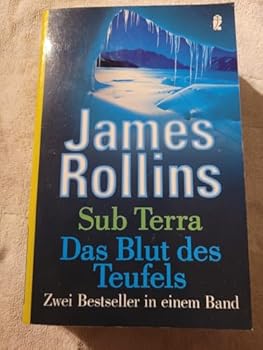 James
Rollins
Sub Terra
Das Blut des
Teufels
Zwei Bestseller in einem Band